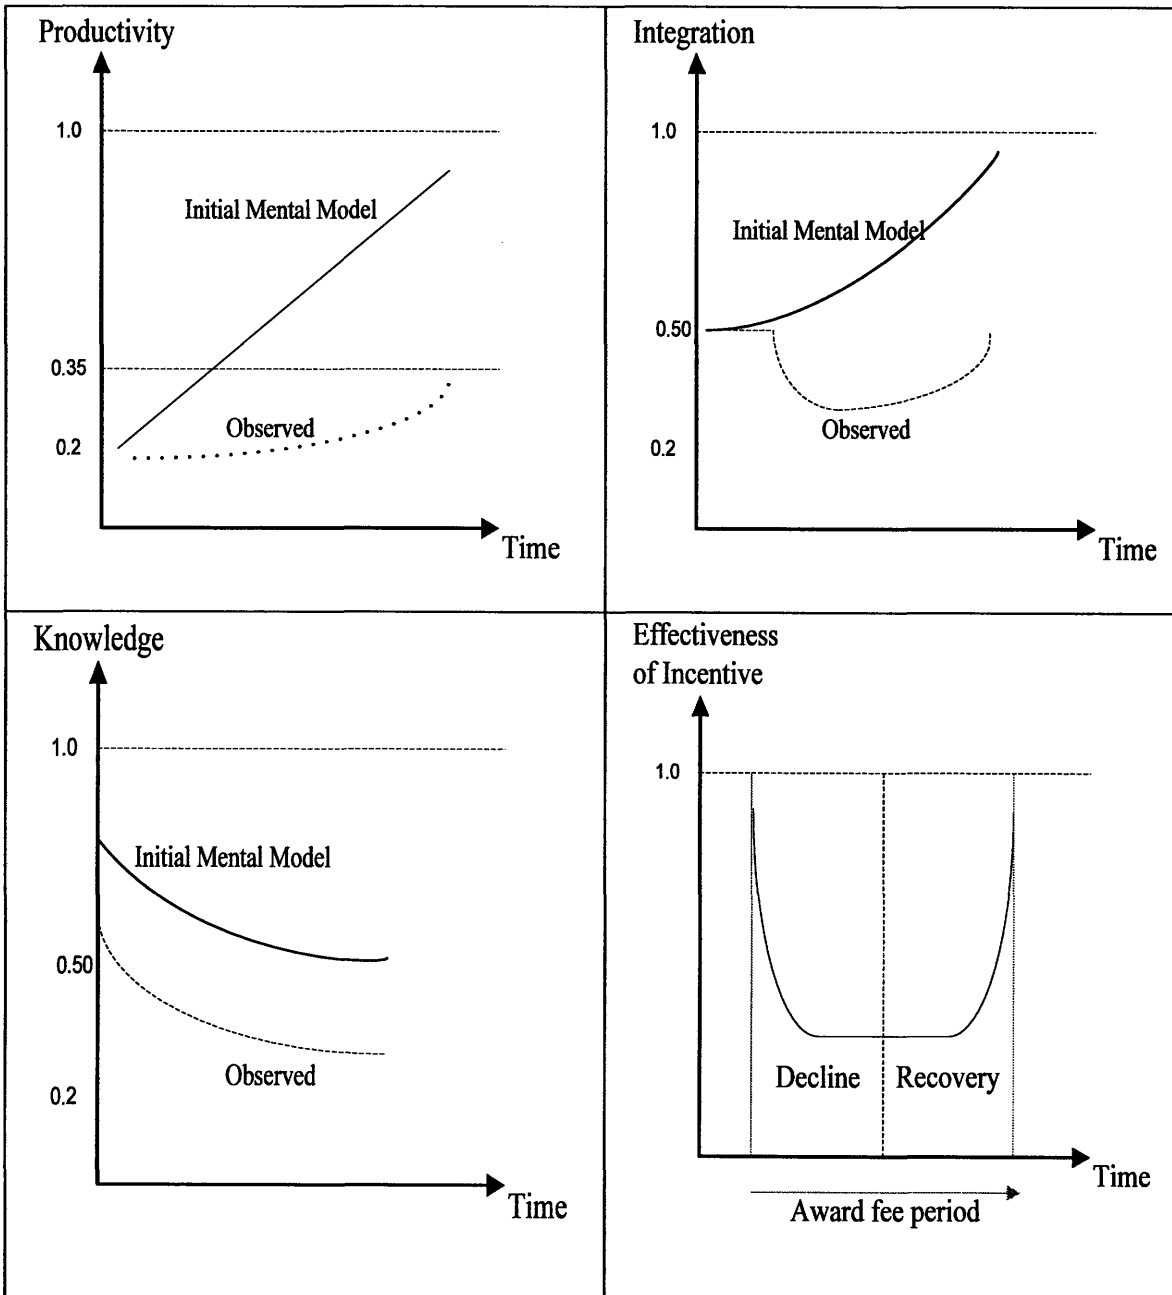 Productivity
1.0
Initial Mental Model
0.35
Observed
0.2
Time
Integration
1.0
Initial Mental Model
0.50
Observed
0.2
Time
Knowledge
1.0
Initial Mental Model
0.50
Observed
0.2
Time
Effectiveness
of Incentive
1.0
Decline
Recovery
Time
Award fee period